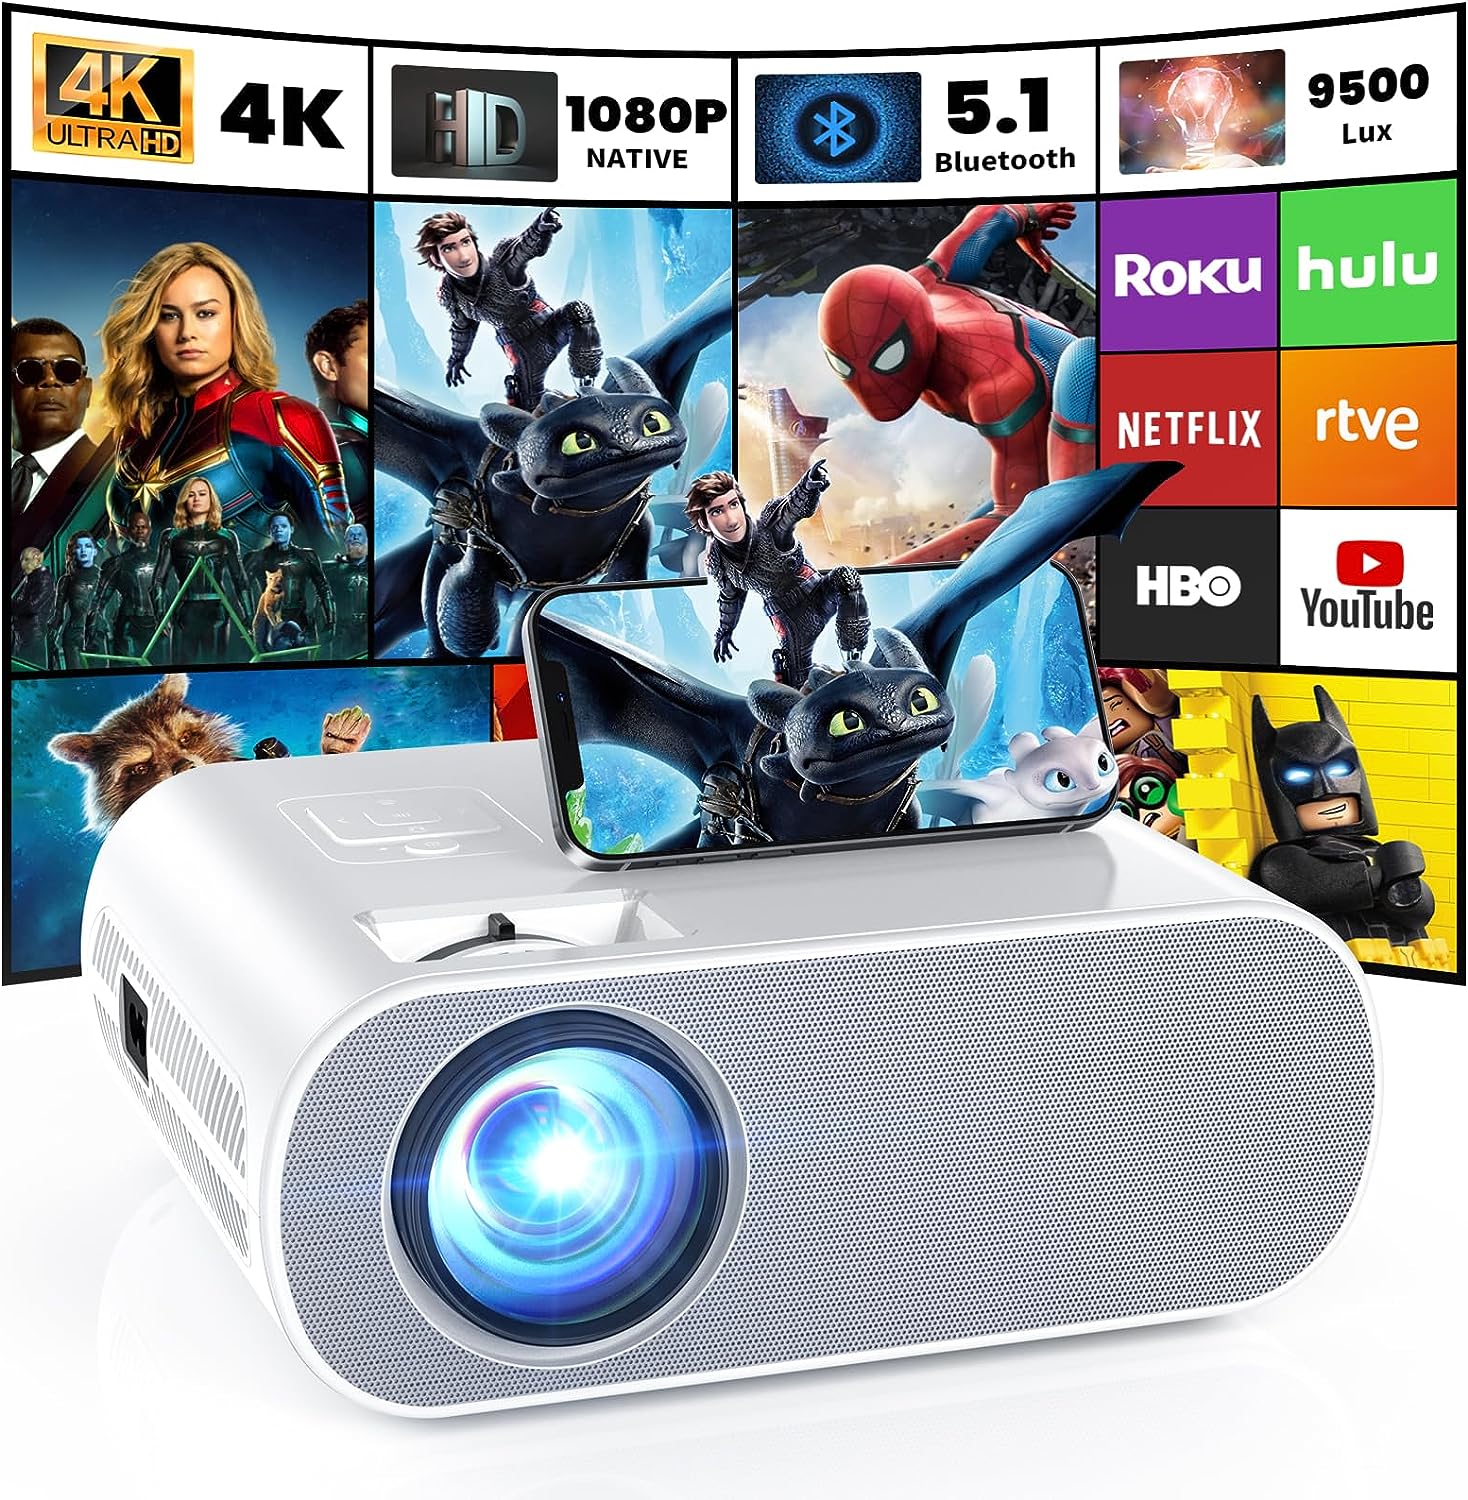 4K
ULTRA HD
4K
HD
1080P
NATIVE
5.1
Bluetooth
9500
Lux
ROKU
hulu
NETFLIX
rtve
HBO
YouTube